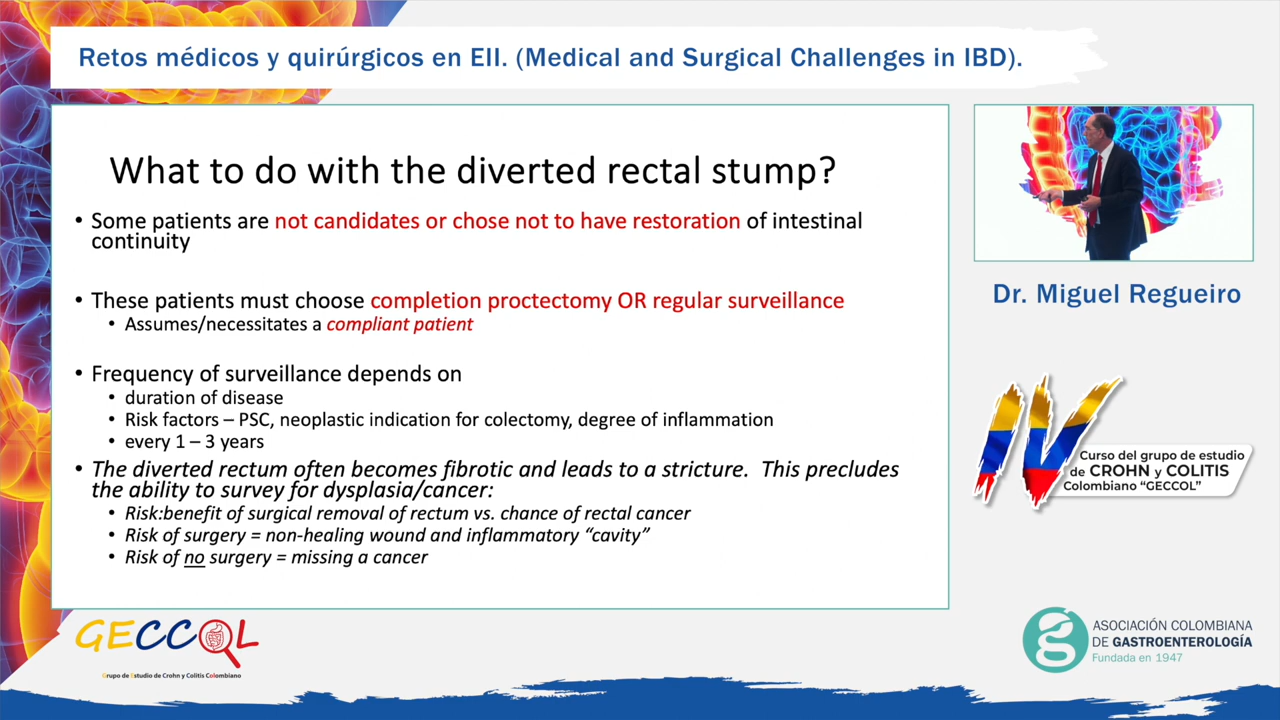 Retos médicos y quirúrgicos en EII. (Medical and Surgical Challenges in IBD).
What to do with the diverted rectal stump?
• Some patients are not candidates or chose not to have restoration of intestinal
continuity
• These patients must choose completion proctectomy OR regular surveillance
• Assumes/necessitates a compliant patient
• Frequency of surveillance depends on
• duration of disease
• Risk factors – PSC, neoplastic indication for colectomy, degree of inflammation
• every 1 – 3 years
• The diverted rectum often becomes fibrotic and leads to a stricture.  This precludes
the ability to survey for dysplasia/cancer:
• Risk:benefit of surgical removal of rectum vs. chance of rectal cancer
• Risk of surgery = non-healing wound and inflammatory “cavity”
• Risk of no surgery = missing a cancer
Dr. Miguel Regueiro
IV
Curso del grupo de estudio
de CROHN y COLITIS
Colombiano “GECCOL”
GECCOL
Grupo de Estudio de Crohn y Colitis Colombiano
ASOCIACIÓN COLOMBIANA
DE GASTROENTEROLOGÍA
Fundada en 1947